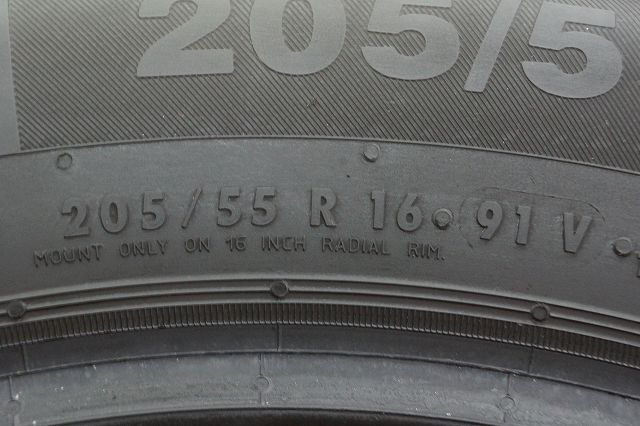 205/5
205/55 R 16 91 V
MOUNT ONLY ON 16 INCH RADIAL RIM.